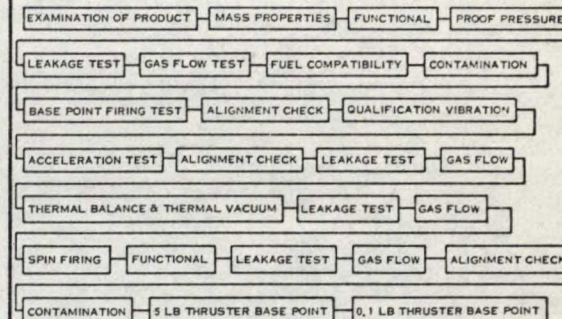 EXAMINATION OF PRODUCT MASS PROPERTIES FUNCTIONAL PROOF PRESSURE
LEAKAGE TEST GAS FLOW TEST FUEL COMPATIBILITY CONTAMINATION
BASE POINT FIRING TEST ALIGNMENT CHECK QUALIFICATION VIBRATION
ACCELERATION TEST ALIGNMENT CHECK LEAKAGE TEST GAS FLOW
THERMAL BALANCE & THERMAL VACUUM LEAKAGE TEST GAS FLOW
SPIN FIRING FUNCTIONAL LEAKAGE TEST GAS FLOW ALIGNMENT CHECK
CONTAMINATION 5 LB THRUSTER BASE POINT 0.1 LB THRUSTER BASE POINT